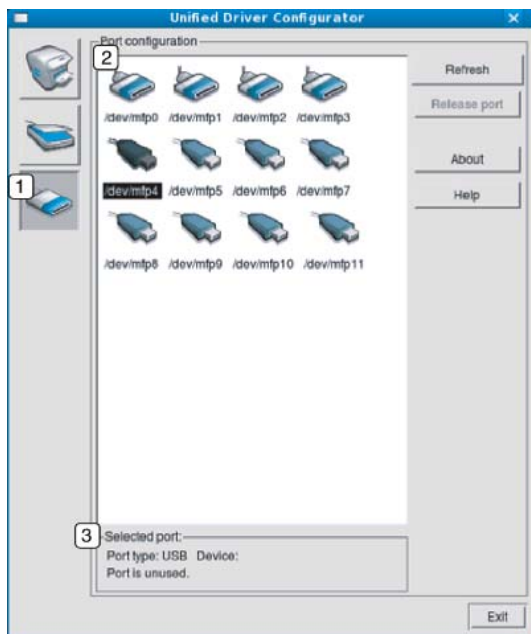 Unified Driver Configurator
Port configuration
2
Refresh
/dev/mfp0 /dev/mfp1 /dev/mfp2 /dev/mfp3
Release port
/dev/mfp4 /dev/mfp5 /dev/mfp6 /dev/mfp7
About
1
Help
/dev/mfp8 /dev/mfp9 /dev/mfp10 /dev/mfp11
3
Selected port:
Port type: USB Device:
Port is unused.
Exit